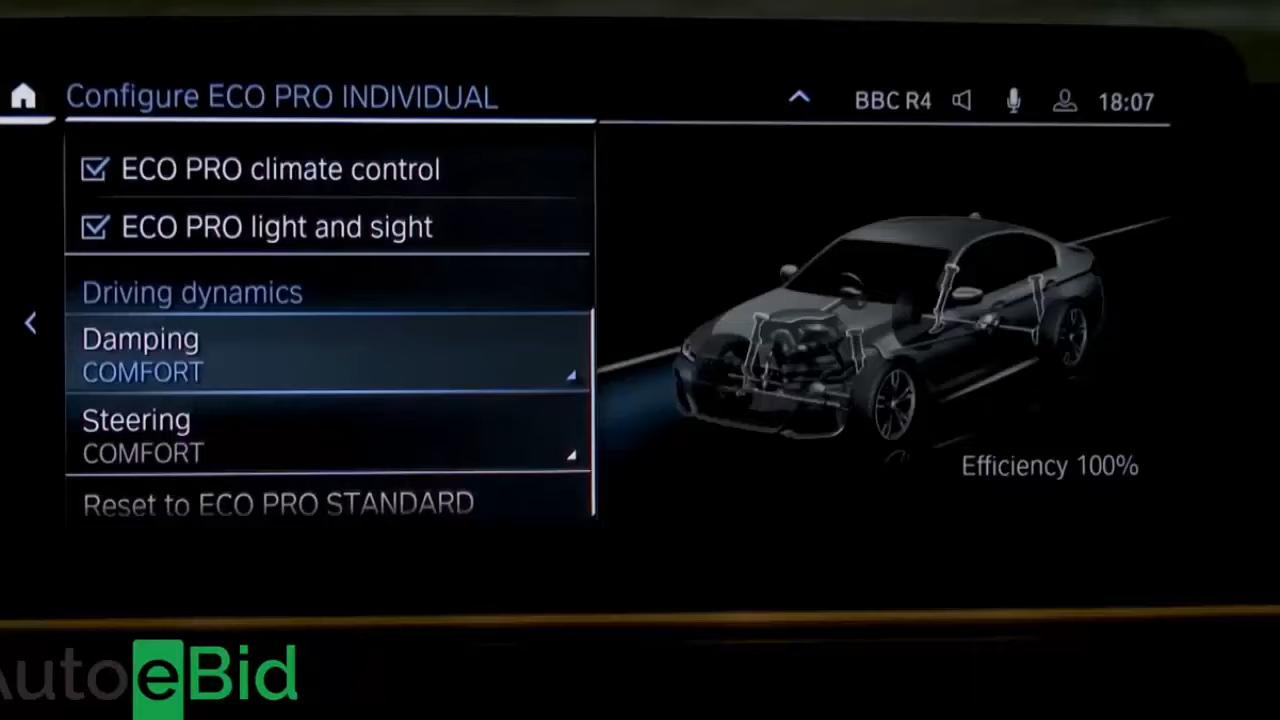 Configure ECO PRO INDIVIDUAL
BBC R4
18:07
ECO PRO climate control
ECO PRO light and sight
Driving dynamics
Damping
COMFORT
Steering
COMFORT
Reset to ECO PRO STANDARD
Efficiency 100%
AutoeBid